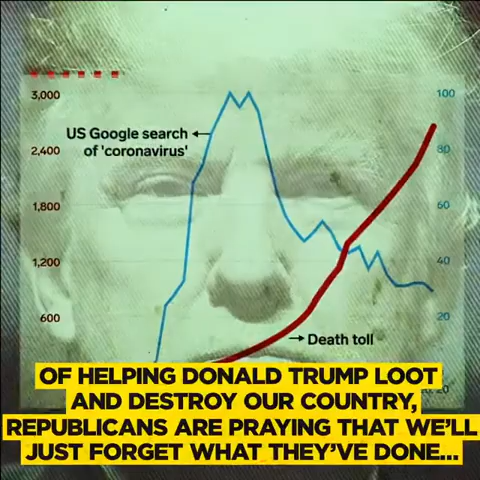 3,000
100
US Google search
of 'coronavirus'
2,400
80
1,800
60
1,200
40
600
20
Death toll
20
OF HELPING DONALD TRUMP LOOT
AND DESTROY OUR COUNTRY,
REPUBLICANS ARE PRAYING THAT WE'LL
JUST FORGET WHAT THEY'VE DONE...